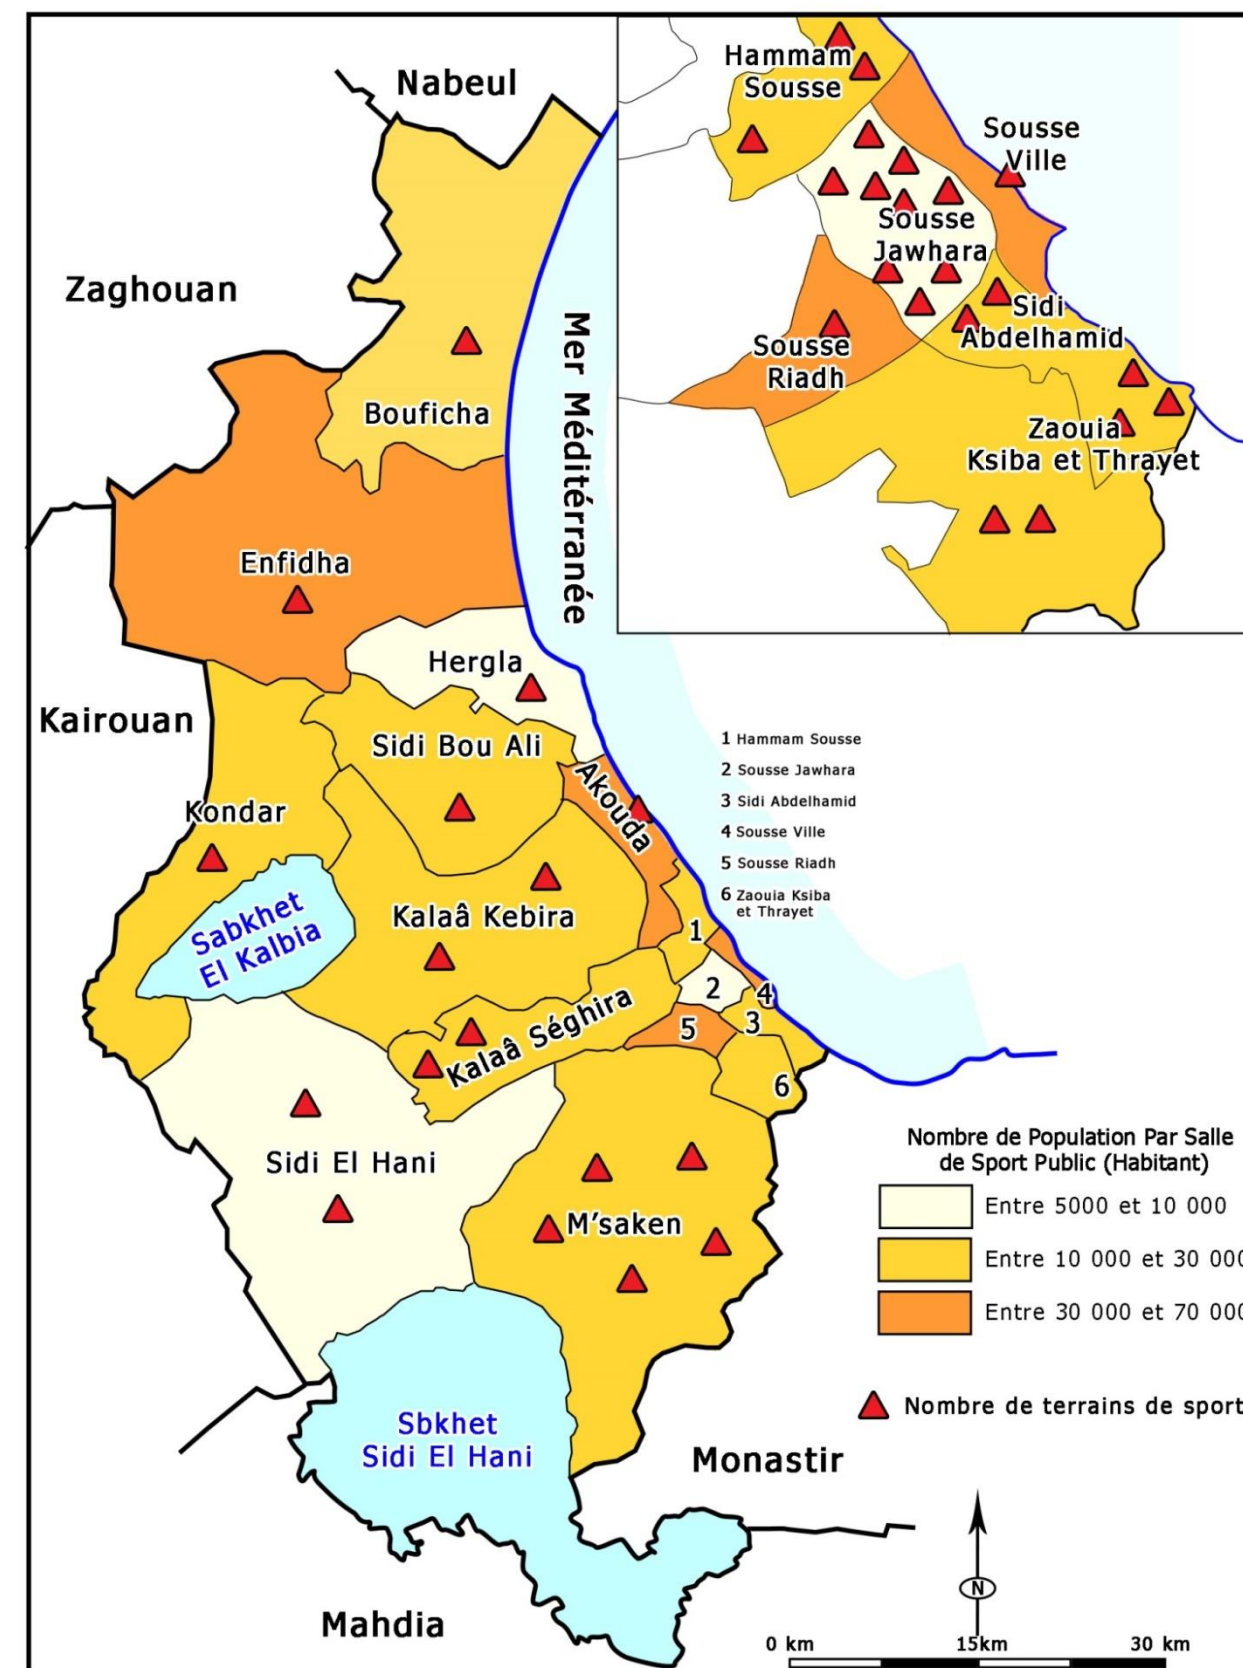 Nabeul
Zaghouan
Bouficha
Mer Méditérranée
Enfidha
Hergla
Kairouan
Sidi Bou Ali
Akouda
Kondar
Sabkhet
El Kalbia
Kalaâ Kebira
Kalaâ Séghira
Sidi El Hani
M'saken
Sbkhet
Sidi El Hani
Monastir
Mahdia
1
2
3
4
5
6
Hammam
Sousse
Sousse
Ville
Sousse
Jawhara
Sidi
Abdelhamid
Sousse
Riadh
Zaouia
Ksiba et Thrayet
1 Hammam Sousse
2 Sousse Jawhara
3 Sidi Abdelhamid
4 Sousse Ville
5 Sousse Riadh
6 Zaouia Ksiba
et Thrayet
Nombre de Population Par Salle
de Sport Public (Habitant)
Entre 5000 et 10 000
Entre 10 000 et 30 000
Entre 30 000 et 70 000
Nombre de terrains de sport
N
0 km 15km 30 km